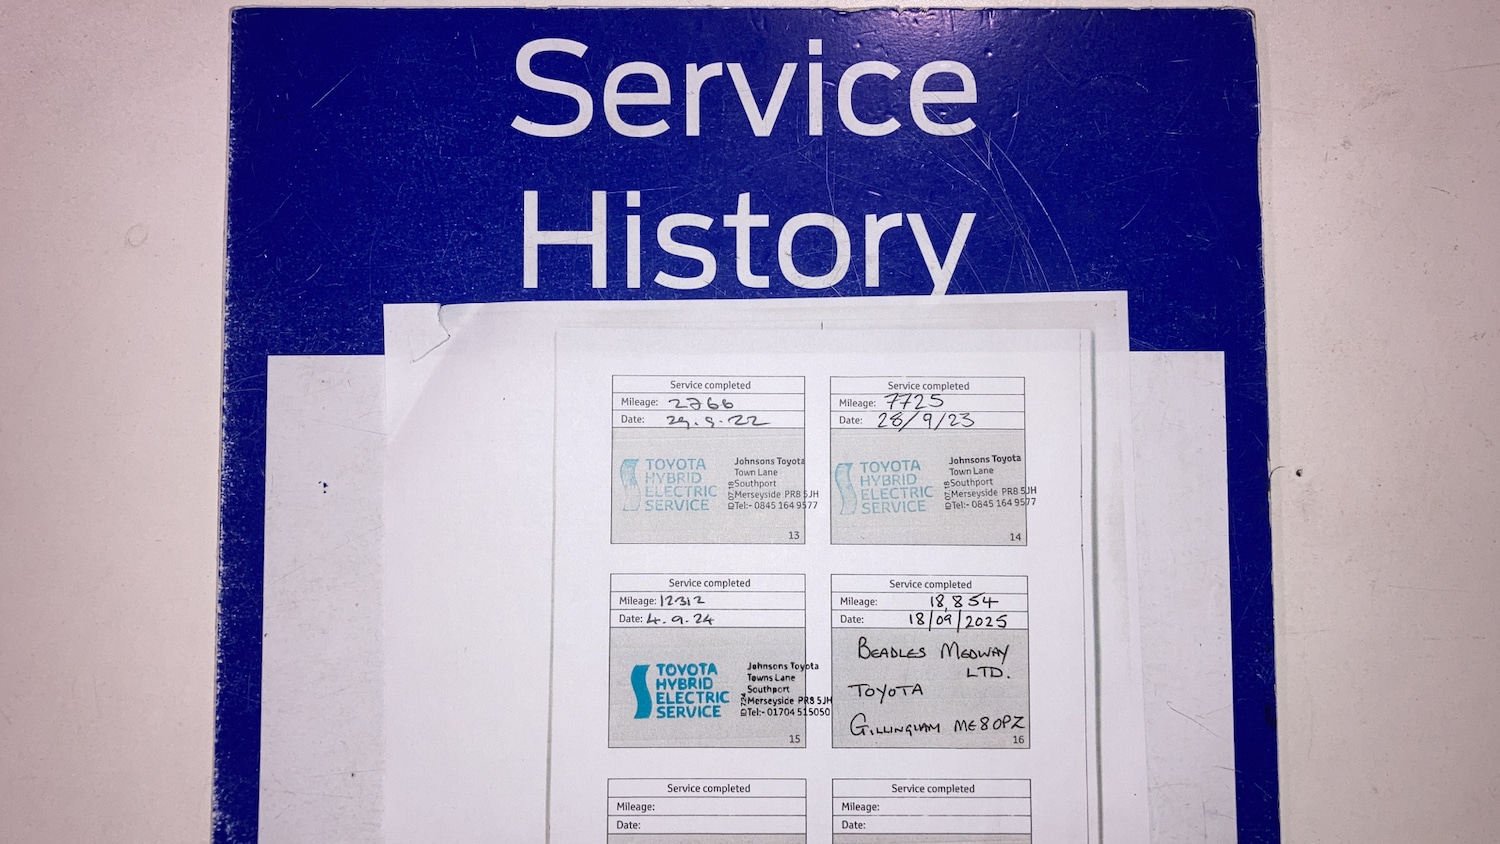 Service
History
Service completed
Mileage: 2766
Date: 29.9.22
TOYOTA
HYBRID
ELECTRIC
SERVICE
Johnsons Toyota
Town Lane
Southport
Merseyside PR8 5JH
Tel:- 0845 164 9577
13
Service completed
Mileage: 7725
Date: 28/9/23
TOYOTA
HYBRID
ELECTRIC
SERVICE
Johnsons Toyota
Town Lane
Southport
Merseyside PR8 5JH
Tel:- 0845 164 9577
14
Service completed
Mileage: 12312
Date: 4.9.24
TOYOTA
HYBRID
ELECTRIC
SERVICE
Johnsons Toyota
Towns Lane
Southport
Merseyside PR8 5JH
Tel:- 01704 515050
15
Service completed
Mileage: 18,854
Date: 18/09/2025
BEADLES MEDWAY
LTD.
TOYOTA
GILLINGHAM ME8 0PZ
16
Service completed
Mileage:
Date:
Service completed
Mileage:
Date: